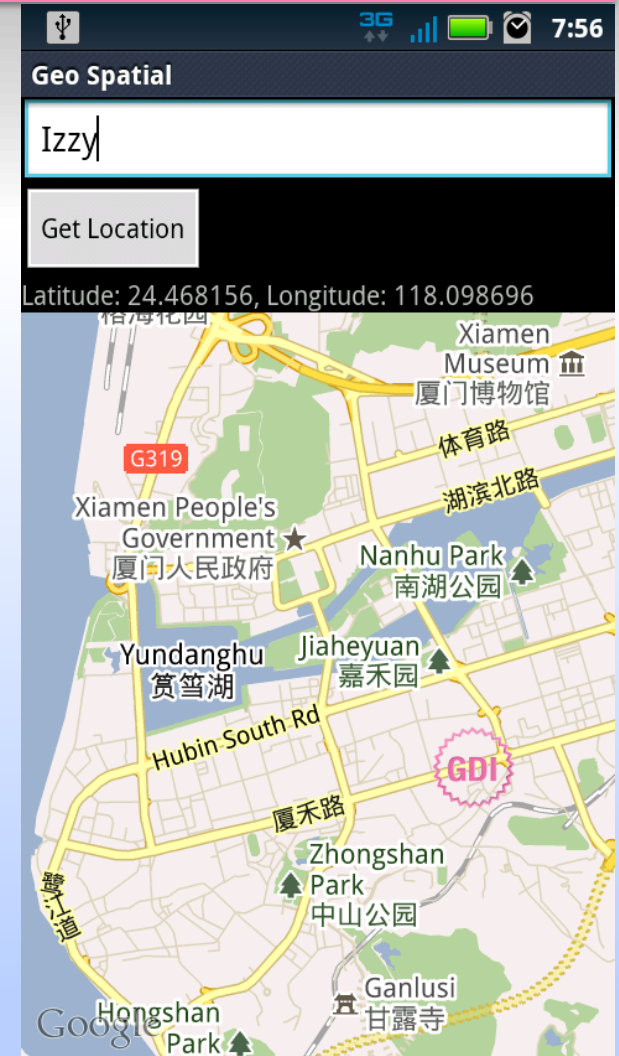 3G
7:56
Geo Spatial
Izzy
Get Location
Latitude: 24.468156, Longitude: 118.098696
Xiamen
Museum
厦门博物馆
体育路
G319
湖滨北路
Xiamen People's
Government
厦门人民政府
Nanhu Park
南湖公园
Yundanghu
筼筜湖
Jiaheyuan
嘉禾园
Hubin South Rd
GDI
厦禾路
Zhongshan
Park
中山公园
鹭江道
Ganlusi
甘露寺
Hongshan
Park
Google